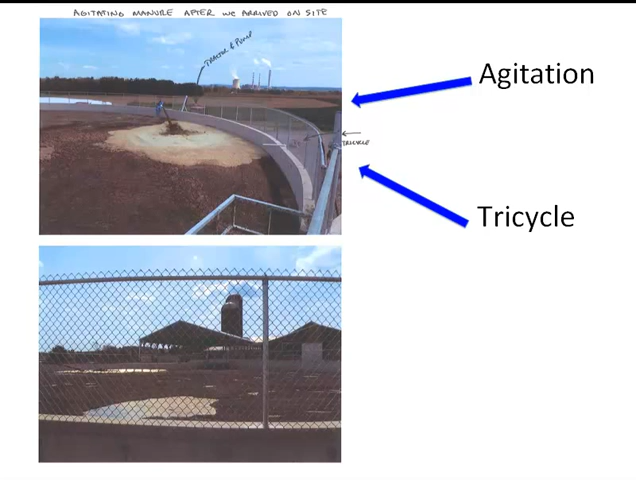 AGITATING MANURE AFTER WE ARRIVED ON SITE
TRACTOR & PUMP
Agitation
TRICYCLE
Tricycle